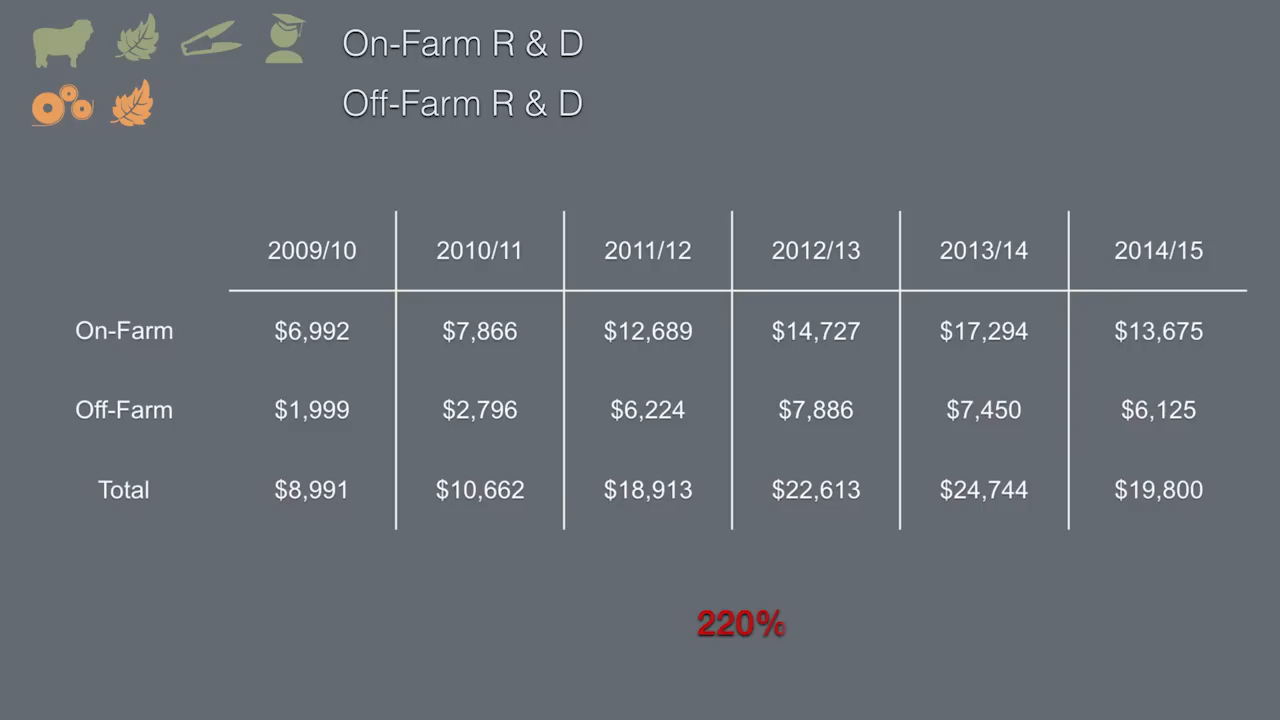 On-Farm R & D
Off-Farm R & D
2009/10 2010/11 2011/12 2012/13 2013/14 2014/15
On-Farm $6,992 $7,866 $12,689 $14,727 $17,294 $13,675
Off-Farm $1,999 $2,796 $6,224 $7,886 $7,450 $6,125
Total $8,991 $10,662 $18,913 $22,613 $24,744 $19,800
220%